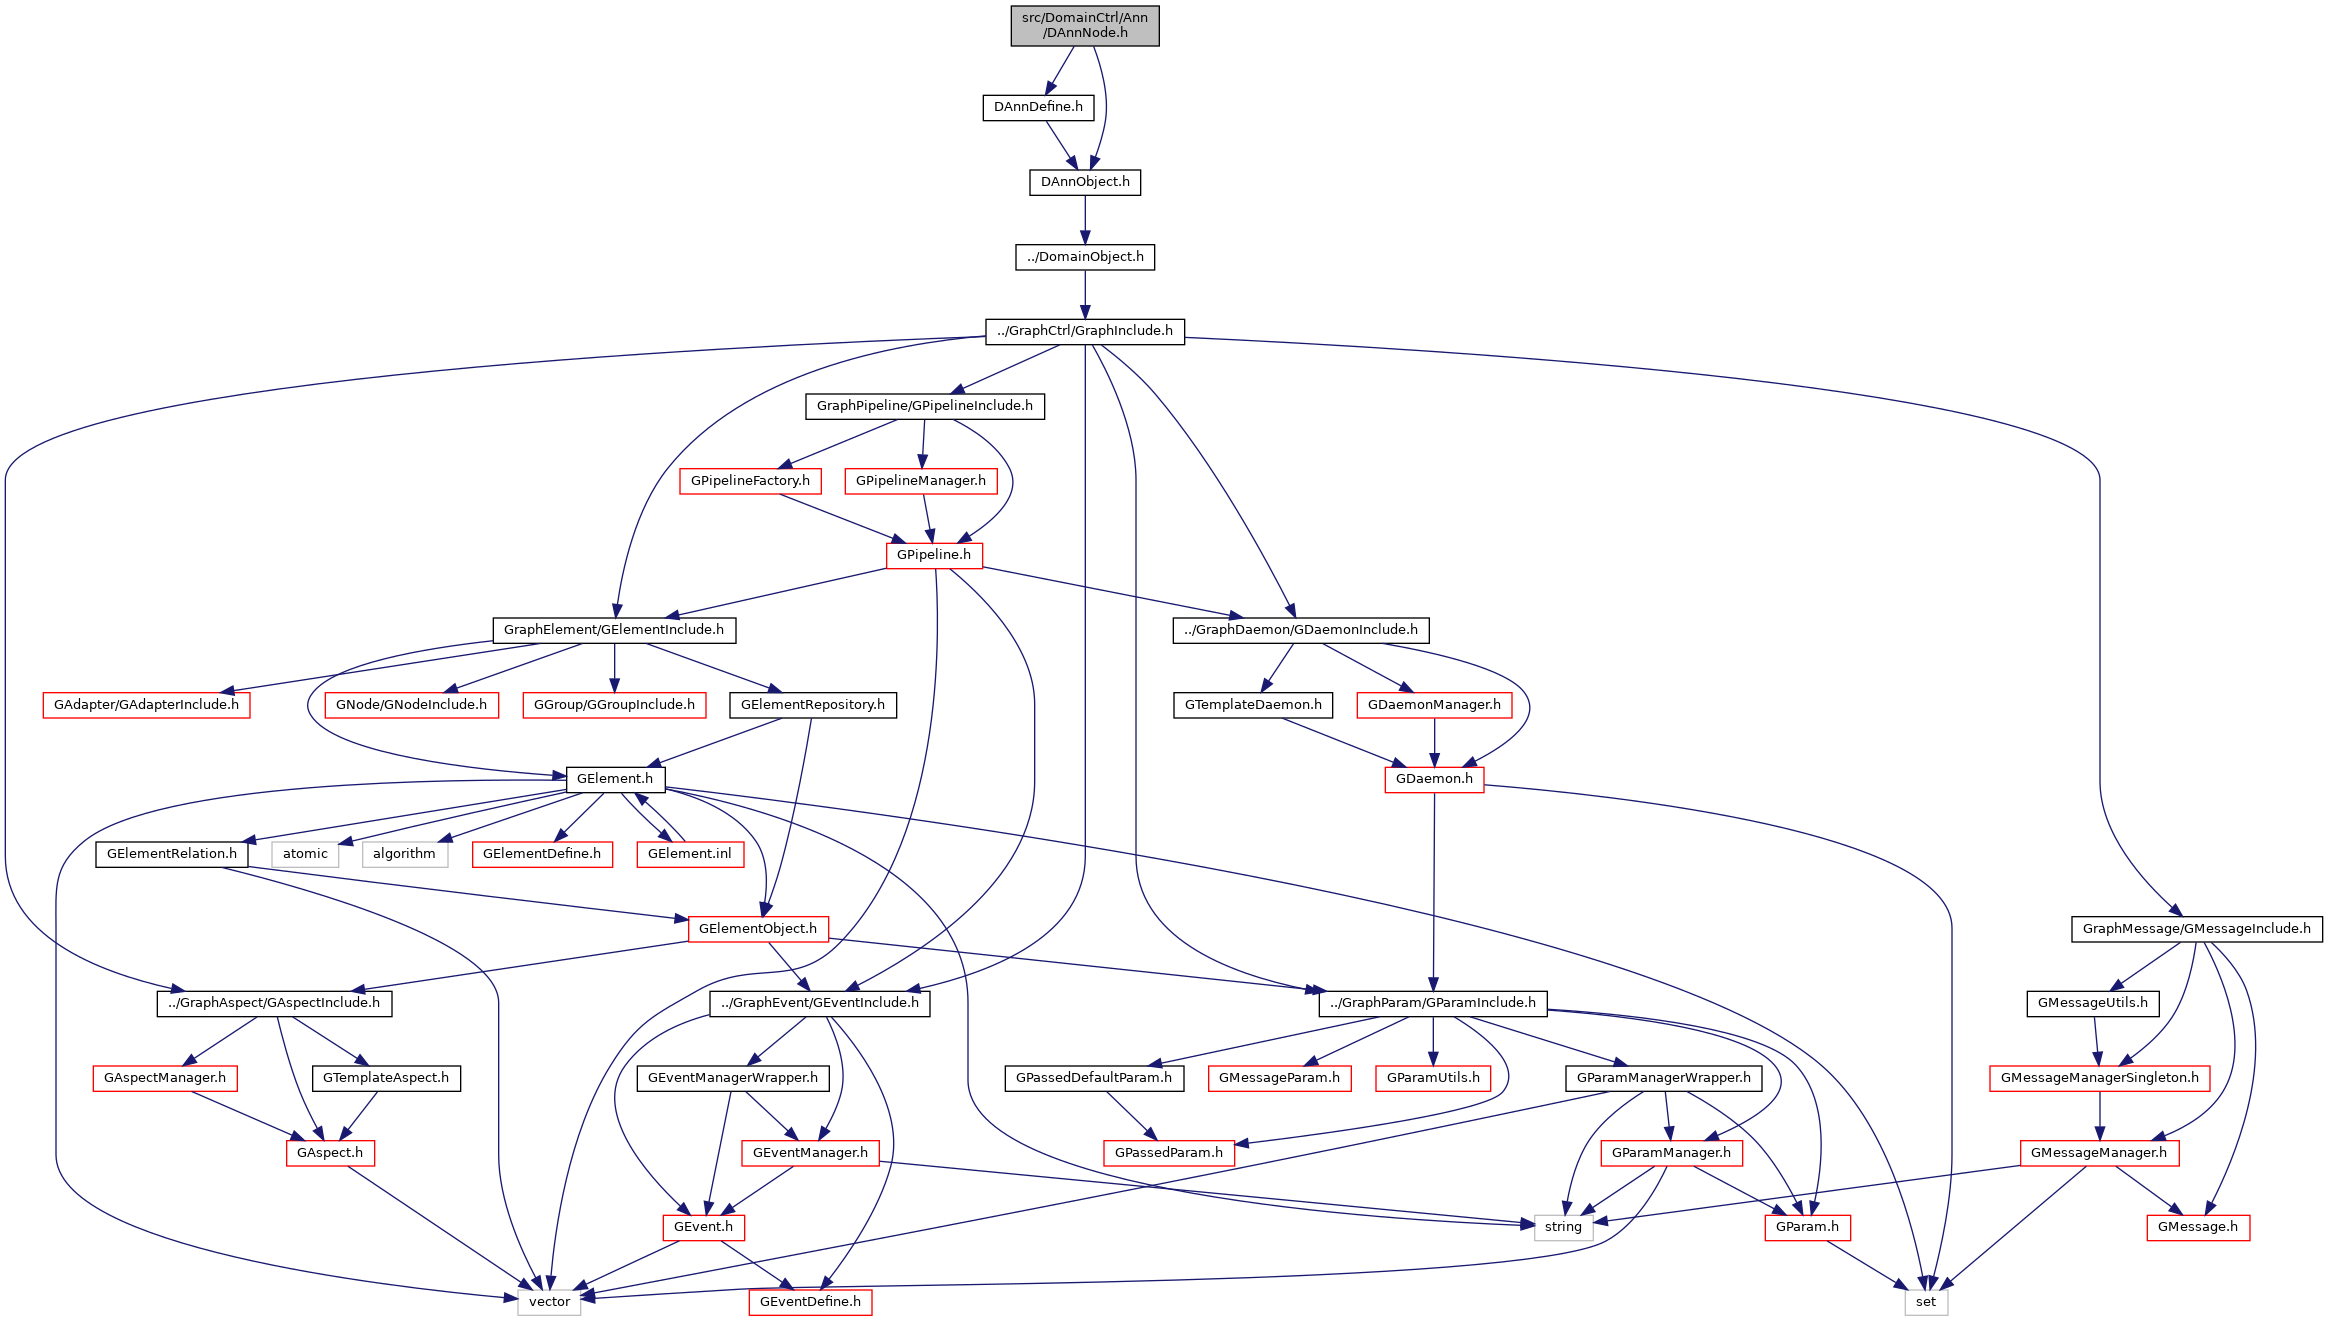 src/DomainCtrl/Ann
/DAnnNode.h
DAnnDefine.h
DAnnObject.h
../DomainObject.h
../GraphCtrl/GraphInclude.h
GraphPipeline/GPipelineInclude.h
GPipelineFactory.h
GPipelineManager.h
GPipeline.h
GraphElement/GElementInclude.h
../GraphDaemon/GDaemonInclude.h
GAdapter/GAdapterInclude.h
GNode/GNodeInclude.h
GGroup/GGroupInclude.h
GElementRepository.h
GTemplateDaemon.h
GDaemonManager.h
GElement.h
GDaemon.h
GElementRelation.h
atomic
algorithm
GElementDefine.h
GElement.inl
GElementObject.h
GraphMessage/GMessageInclude.h
../GraphAspect/GAspectInclude.h
../GraphEvent/GEventInclude.h
../GraphParam/GParamInclude.h
GMessageUtils.h
GAspectManager.h
GTemplateAspect.h
GEventManagerWrapper.h
GPassedDefaultParam.h
GMessageParam.h
GParamUtils.h
GParamManagerWrapper.h
GMessageManagerSingleton.h
GAspect.h
GEventManager.h
GPassedParam.h
GParamManager.h
GMessageManager.h
GEvent.h
string
GParam.h
GMessage.h
vector
GEventDefine.h
set